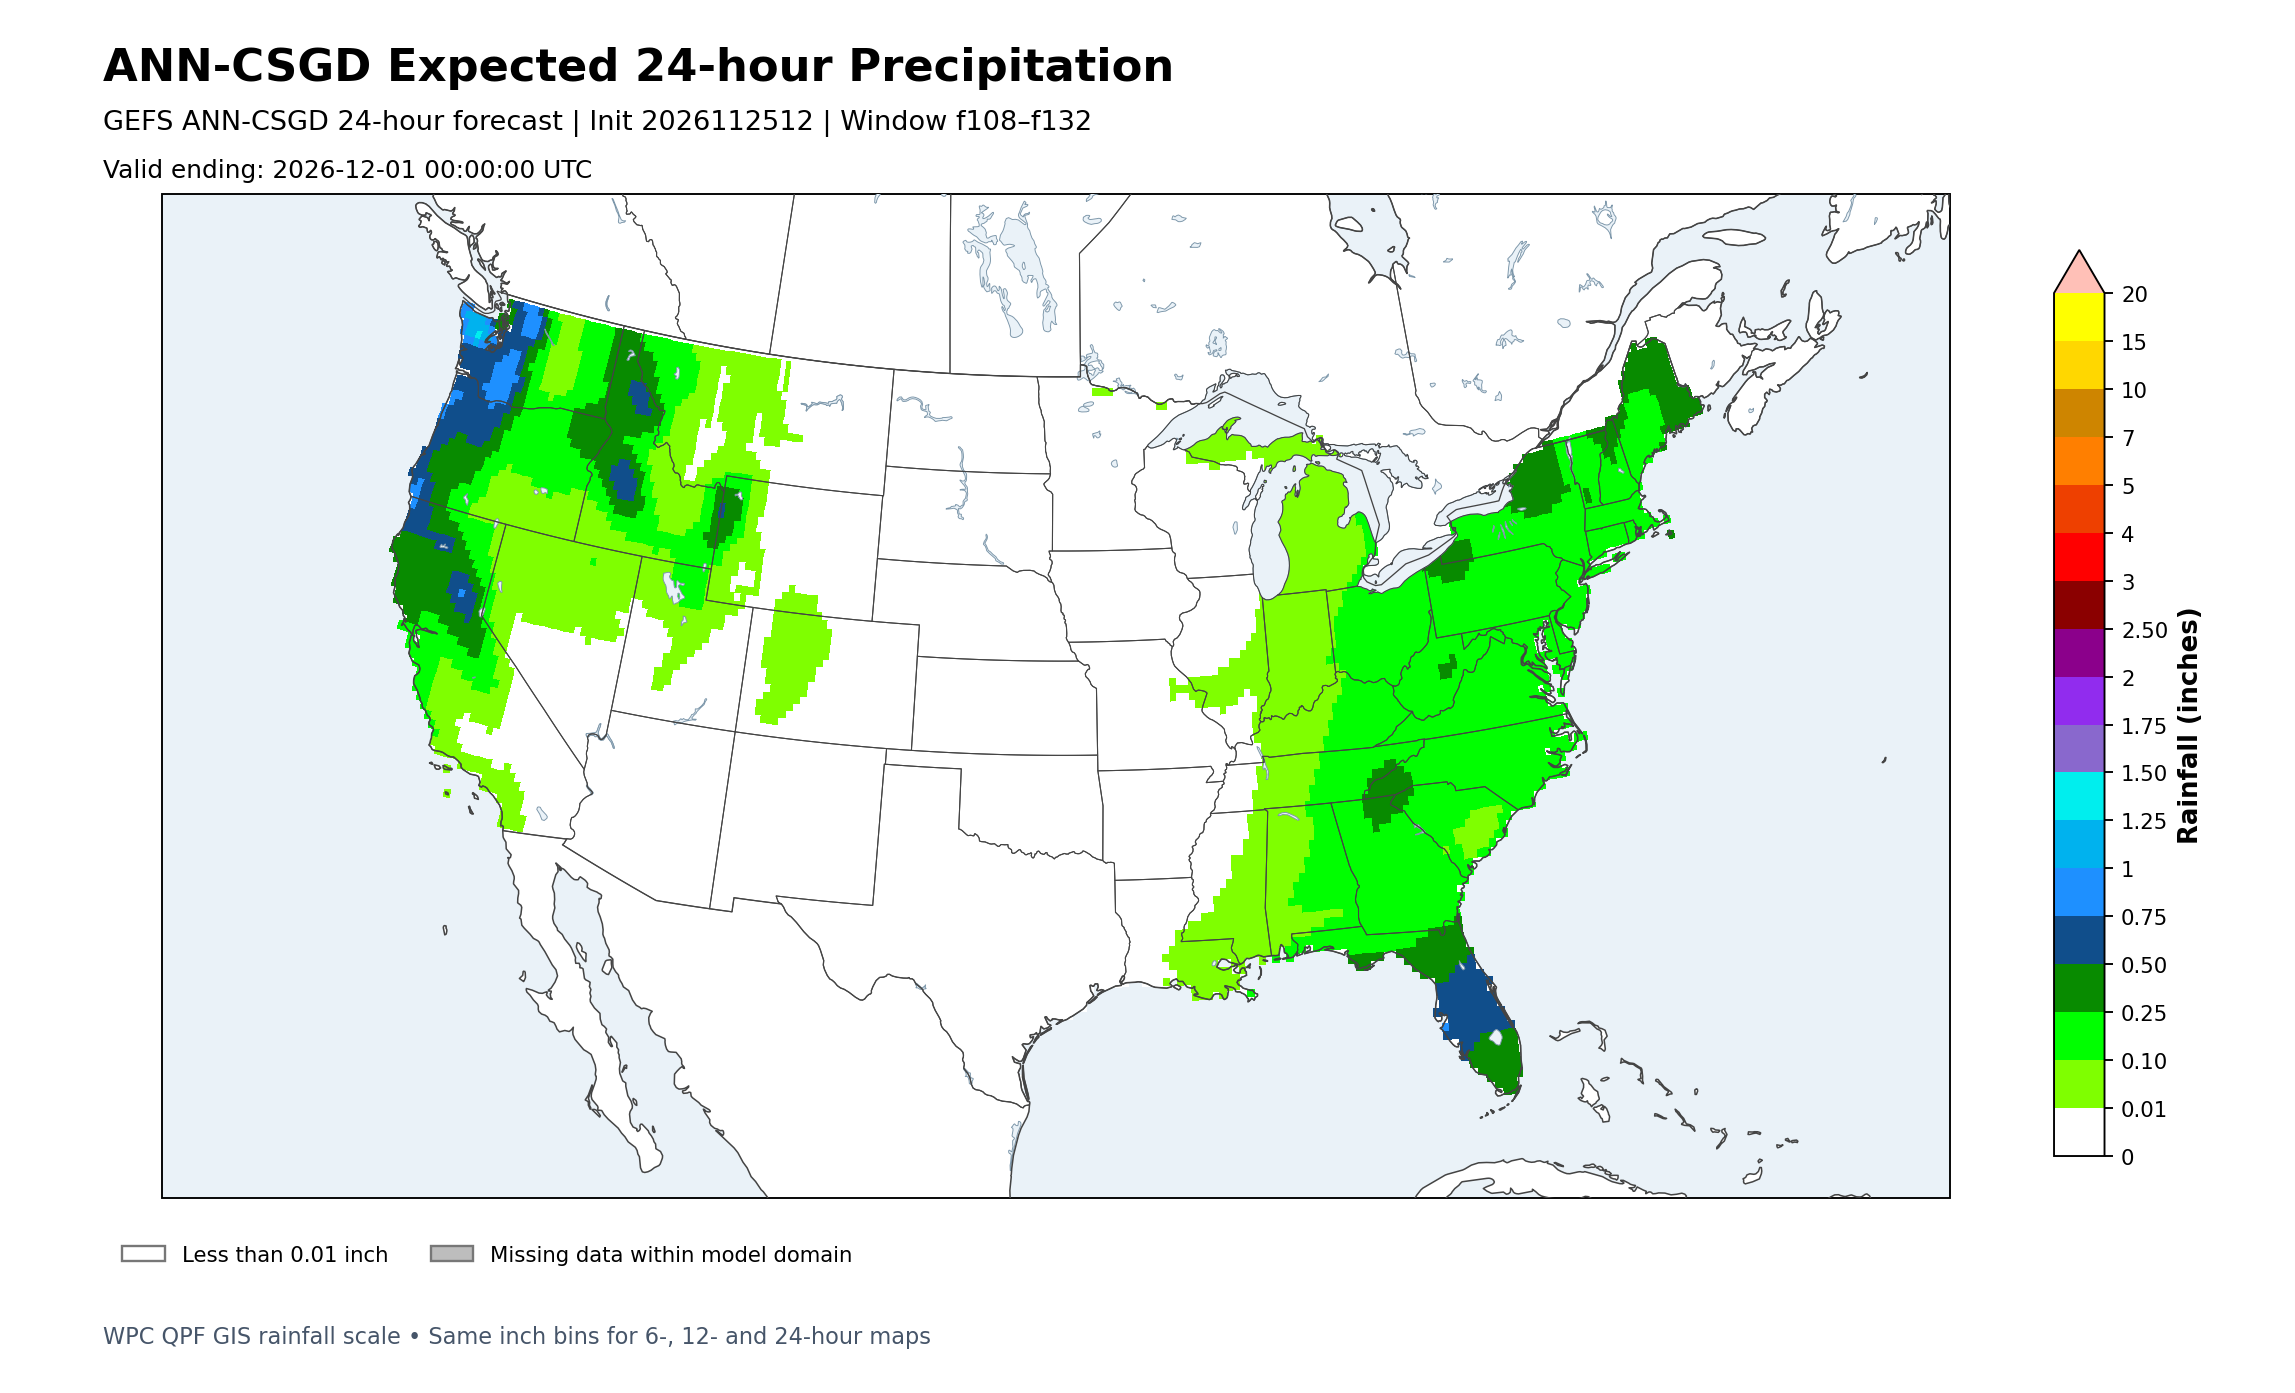 ANN-CSGD Expected 24-hour Precipitation
GEFS ANN-CSGD 24-hour forecast | Init 2026112512 | Window f108–f132
Valid ending: 2026-12-01 00:00:00 UTC
20
15
10
7
5
4
3
2.50
2
1.75
1.50
1.25
1
0.75
0.50
0.25
0.10
0.01
0
Rainfall (inches)
Less than 0.01 inch
Missing data within model domain
WPC QPF GIS rainfall scale • Same inch bins for 6-, 12- and 24-hour maps